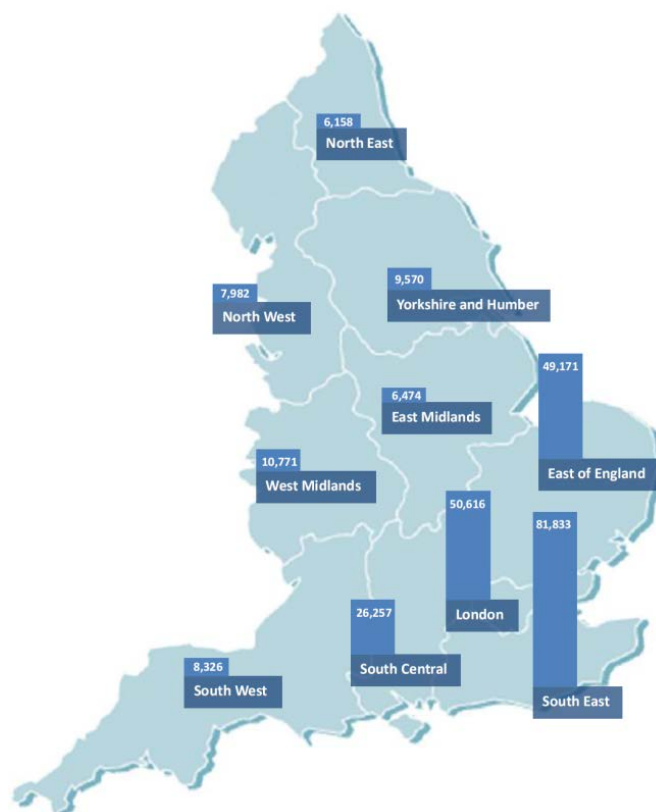 6,158
North East
7,982
North West
9,570
Yorkshire and Humber
6,474
East Midlands
49,171
East of England
10,771
West Midlands
50,616
London
81,833
South East
26,257
South Central
8,326
South West